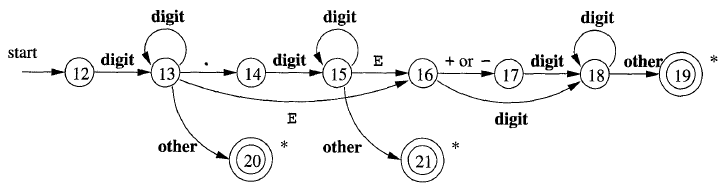 digit digit digit
start digit . digit E + or − digit other *
12 13 14 15 16 17 18 19
E digit
other * other *
20 21